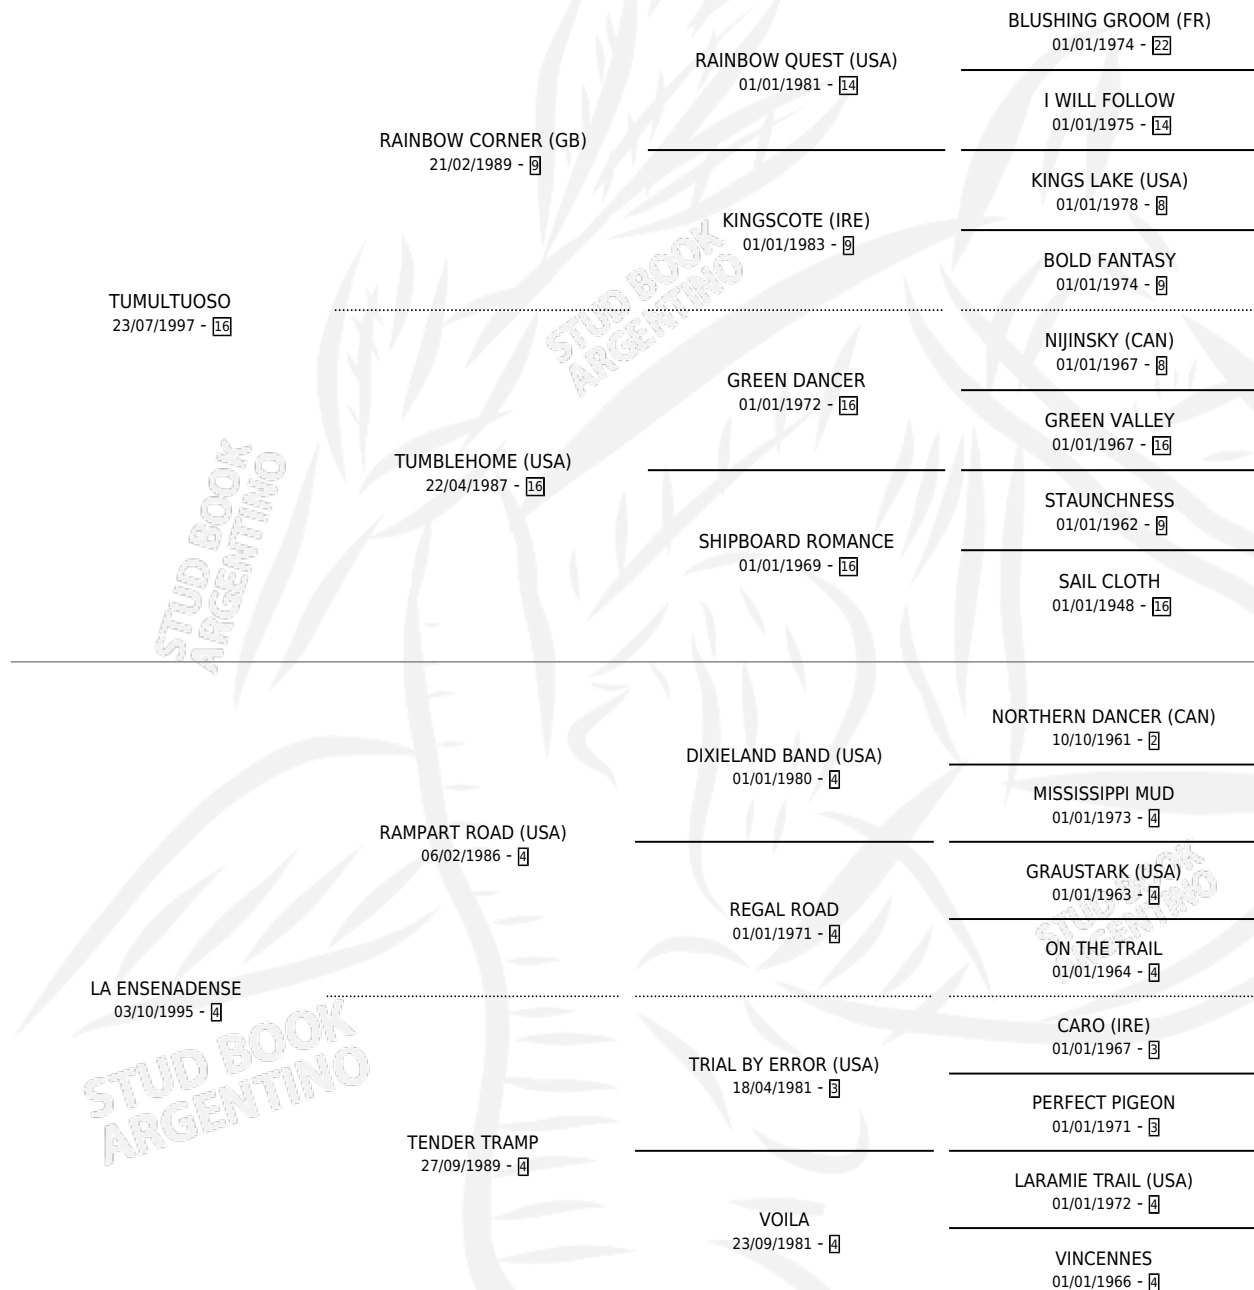 BLUSHING GROOM (FR)
01/01/1974 - 22
RAINBOW QUEST (USA)
01/01/1981 - 14
I WILL FOLLOW
01/01/1975 - 14
RAINBOW CORNER (GB)
21/02/1989 - 9
KINGS LAKE (USA)
01/01/1978 - 8
KINGSCOTE (IRE)
01/01/1983 - 9
BOLD FANTASY
01/01/1974 - 9
TUMULTUOSO
23/07/1997 - 16
NIJINSKY (CAN)
01/01/1967 - 8
GREEN DANCER
01/01/1972 - 16
GREEN VALLEY
01/01/1967 - 16
TUMBLEHOME (USA)
22/04/1987 - 16
STAUNCHNESS
01/01/1962 - 9
SHIPBOARD ROMANCE
01/01/1969 - 16
SAIL CLOTH
01/01/1948 - 16
NORTHERN DANCER (CAN)
10/10/1961 - 2
DIXIELAND BAND (USA)
01/01/1980 - 4
MISSISSIPPI MUD
01/01/1973 - 4
RAMPART ROAD (USA)
06/02/1986 - 4
GRAUSTARK (USA)
01/01/1963 - 4
REGAL ROAD
01/01/1971 - 4
ON THE TRAIL
01/01/1964 - 4
LA ENSENADENSE
03/10/1995 - 4
CARO (IRE)
01/01/1967 - 3
TRIAL BY ERROR (USA)
18/04/1981 - 3
PERFECT PIGEON
01/01/1971 - 3
TENDER TRAMP
27/09/1989 - 4
LARAMIE TRAIL (USA)
01/01/1972 - 4
VOILA
23/09/1981 - 4
VINCENNES
01/01/1966 - 4
STUD BOOK
ARGENTINO
STUD BOOK
ARGENTINO
STUD BOOK
ARGENTINO
STUD BOOK
ARGENTINO